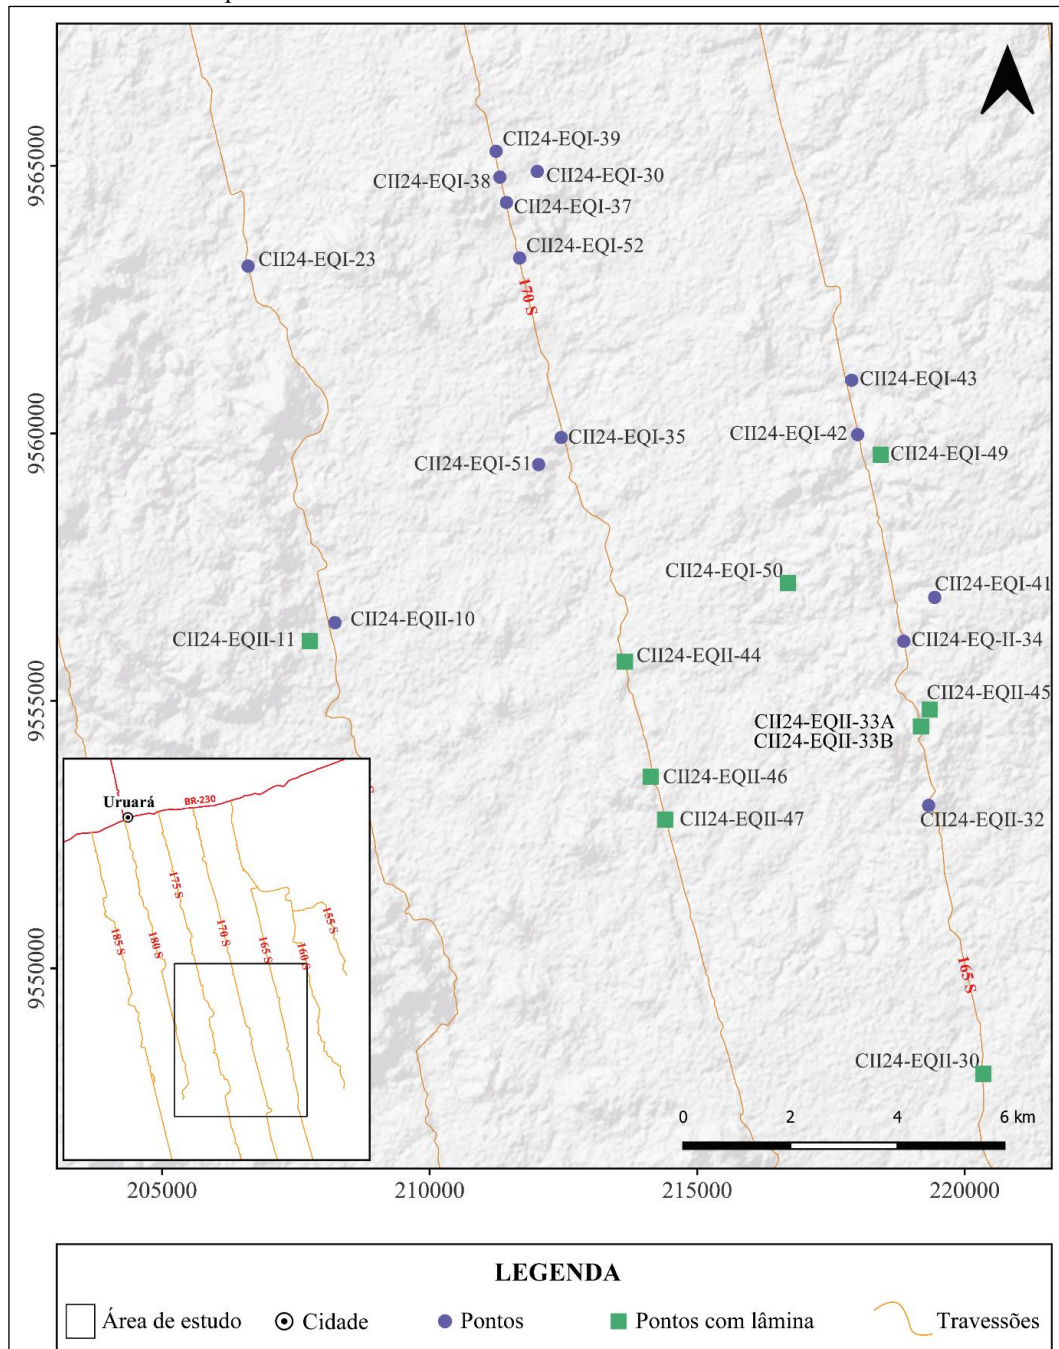 CII24-EQI-39
9565000
CII24-EQI-38
CII24-EQI-30
CII24-EQI-37
CII24-EQI-52
CII24-EQI-23
170 S
CII24-EQI-43
9560000
CII24-EQI-35
CII24-EQI-42
CII24-EQI-51
CII24-EQI-49
CII24-EQI-50
CII24-EQI-41
CII24-EQII-10
CII24-EQII-11
CII24-EQ-II-34
CII24-EQII-44
9555000
CII24-EQII-45
CII24-EQII-33A
CII24-EQII-33B
CII24-EQII-46
CII24-EQII-47
CII24-EQII-32
Uruará
BR-230
175 S
185 S
180 S
170 S
165 S
160 S
155 S
9550000
165 S
CII24-EQII-30
0 2 4 6 km
205000 210000 215000 220000
LEGENDA
Área de estudo Cidade Pontos Pontos com lâmina Travessões